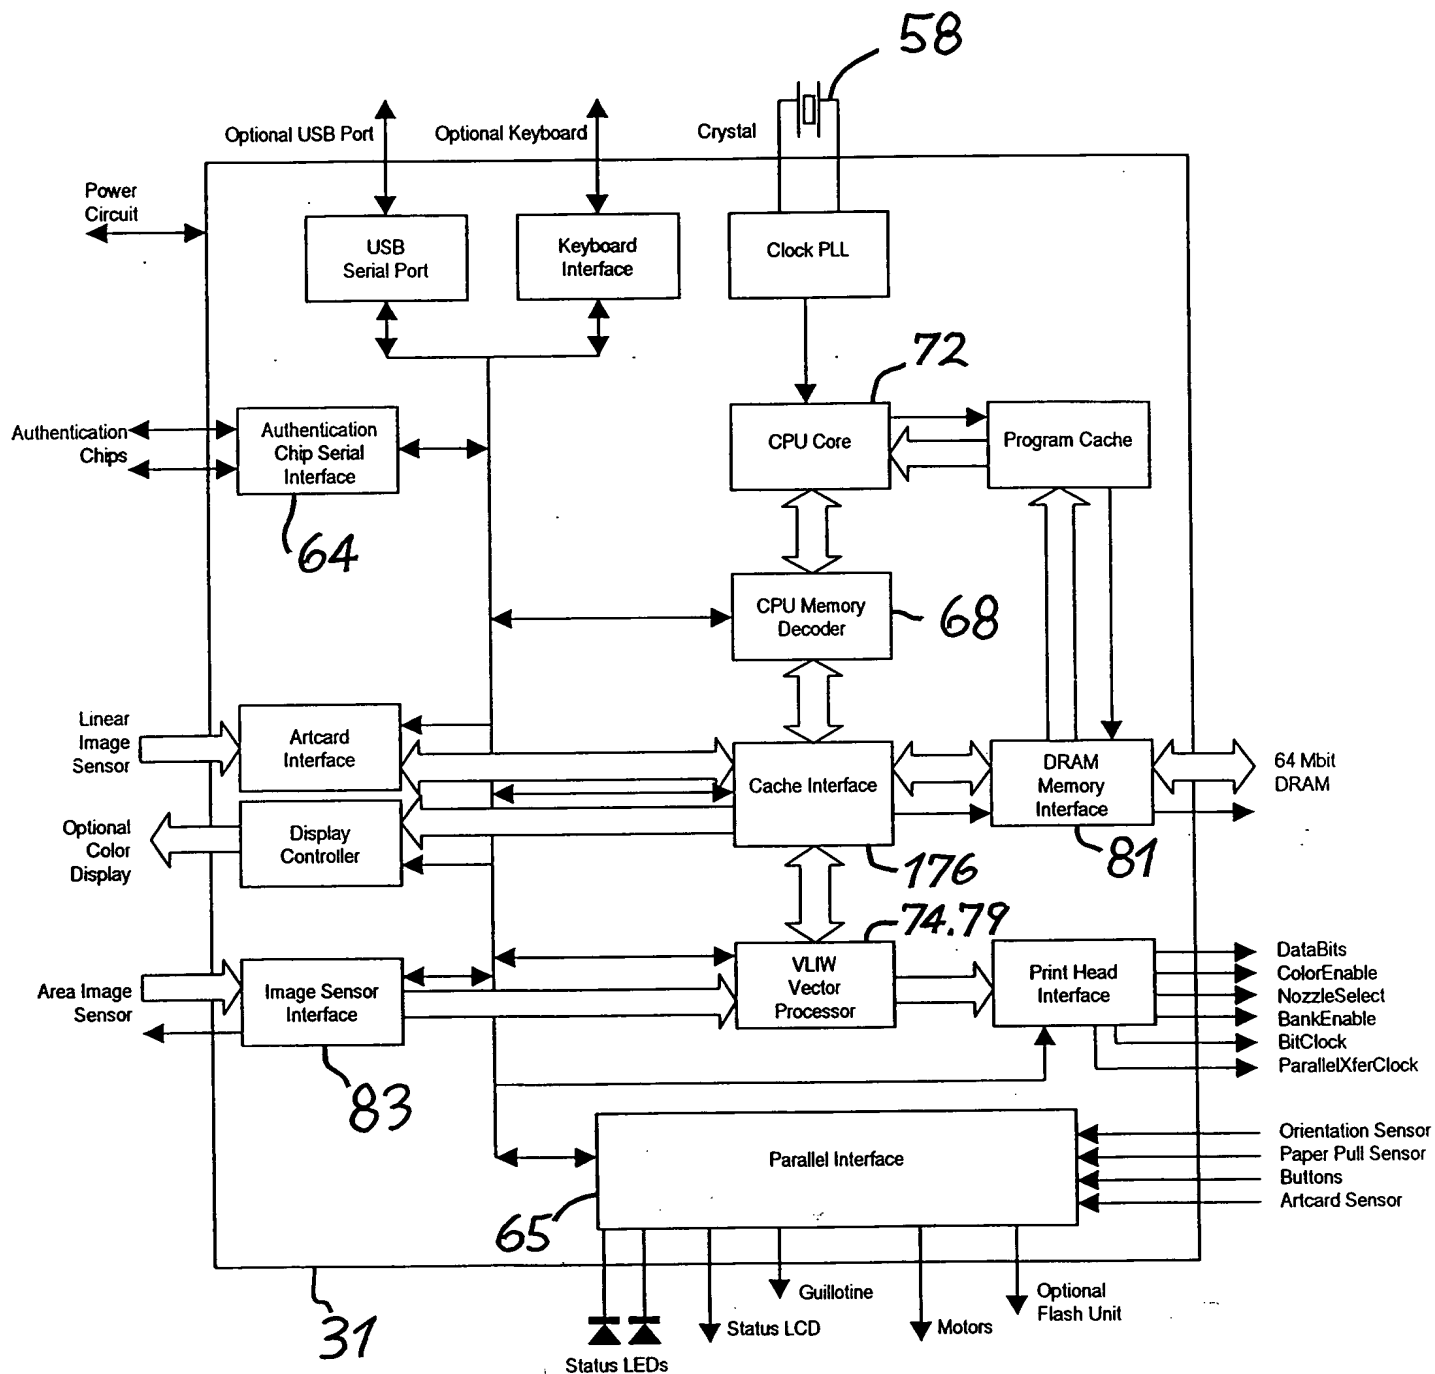 58
Optional USB Port
Optional Keyboard
Crystal
Power
Circuit
USB
Serial Port
Keyboard
Interface
Clock PLL
72
Authentication
Chips
Authentication
Chip Serial
Interface
CPU Core
Program Cache
64
CPU Memory
Decoder
68
Linear
Image
Sensor
Artcard
Interface
Cache Interface
DRAM
Memory
Interface
64 Mbit
DRAM
Optional
Color
Display
Display
Controller
176
81
74.79
Area Image
Sensor
Image Sensor
Interface
VLIW
Vector
Processor
Print Head
Interface
DataBits
ColorEnable
NozzleSelect
BankEnable
BitClock
ParallelXferClock
83
Parallel Interface
Orientation Sensor
Paper Pull Sensor
Buttons
Artcard Sensor
65
31
Status LEDs
Status LCD
Guillotine
Motors
Optional
Flash Unit